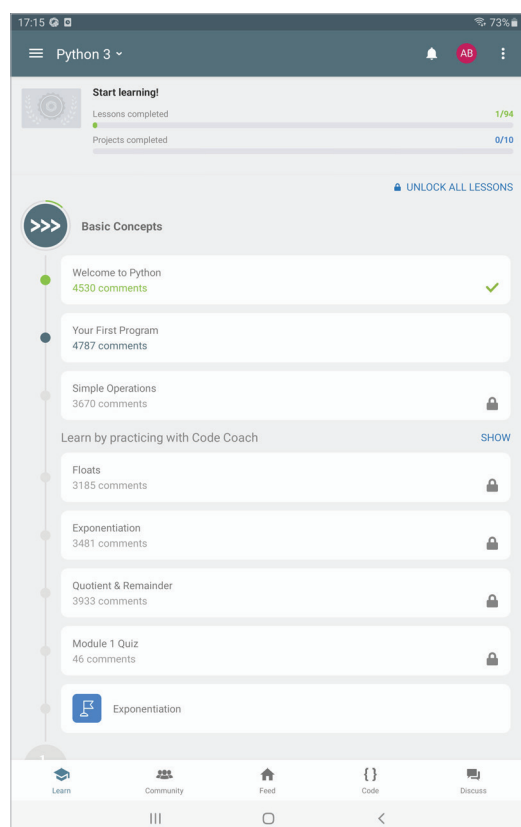 17:15
73%
Python 3
AB
Start learning!
Lessons completed
1/94
Projects completed
0/10
UNLOCK ALL LESSONS
>>>
Basic Concepts
Welcome to Python
4530 comments
Your First Program
4787 comments
Simple Operations
3670 comments
Learn by practicing with Code Coach
SHOW
Floats
3185 comments
Exponentiation
3481 comments
Quotient & Remainder
3933 comments
Module 1 Quiz
46 comments
Exponentiation
Learn
Community
Feed
{ }
Code
Discuss